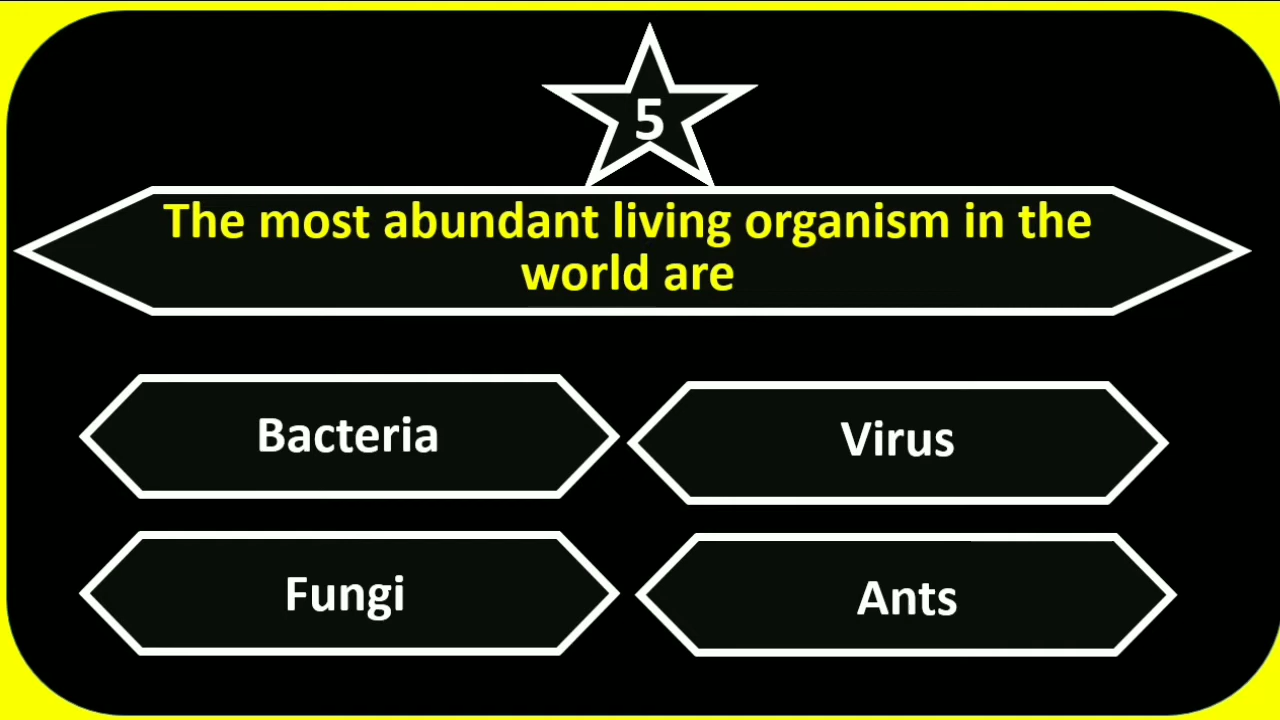 5
The most abundant living organism in the
world are
Bacteria
Virus
Fungi
Ants